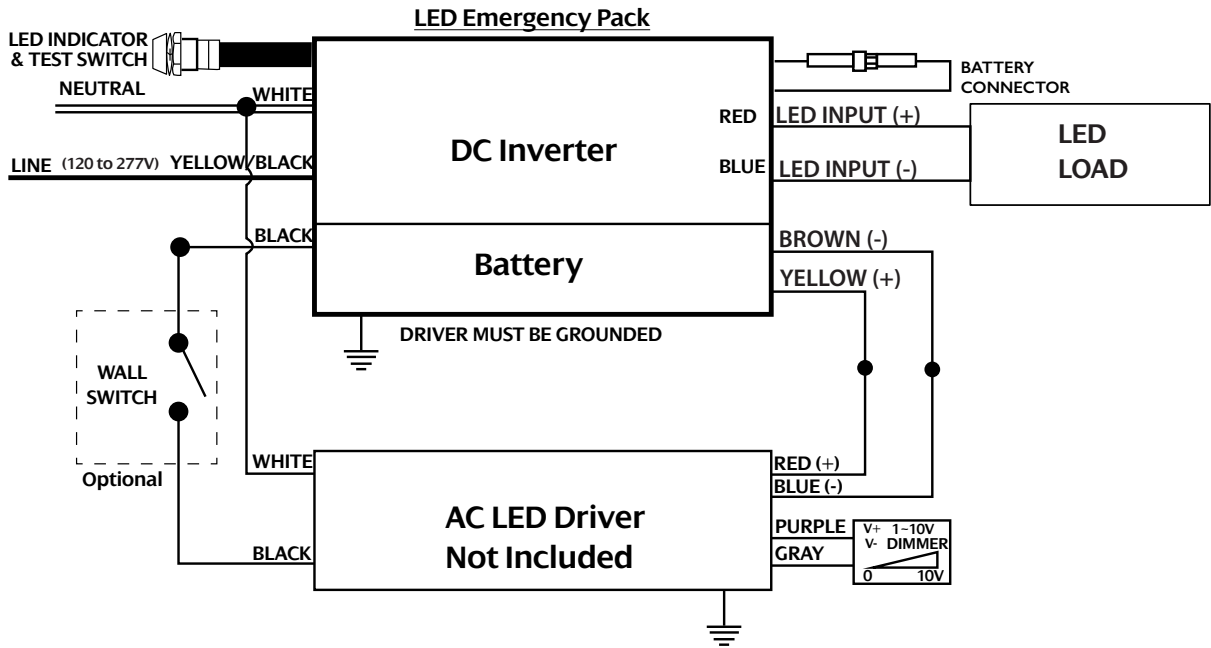 LED Emergency Pack
LED INDICATOR
& TEST SWITCH
NEUTRAL
WHITE
LINE (120 to 277V) YELLOW/BLACK
BLACK
DC Inverter
Battery
RED
BLUE
BATTERY
CONNECTOR
LED INPUT (+)
LED INPUT (-)
LED
LOAD
BROWN (-)
YELLOW (+)
DRIVER MUST BE GROUNDED
WALL
SWITCH
Optional
WHITE
BLACK
AC LED Driver
Not Included
RED (+)
BLUE (-)
PURPLE
GRAY
V+ 1~10V
V- DIMMER
0 10V